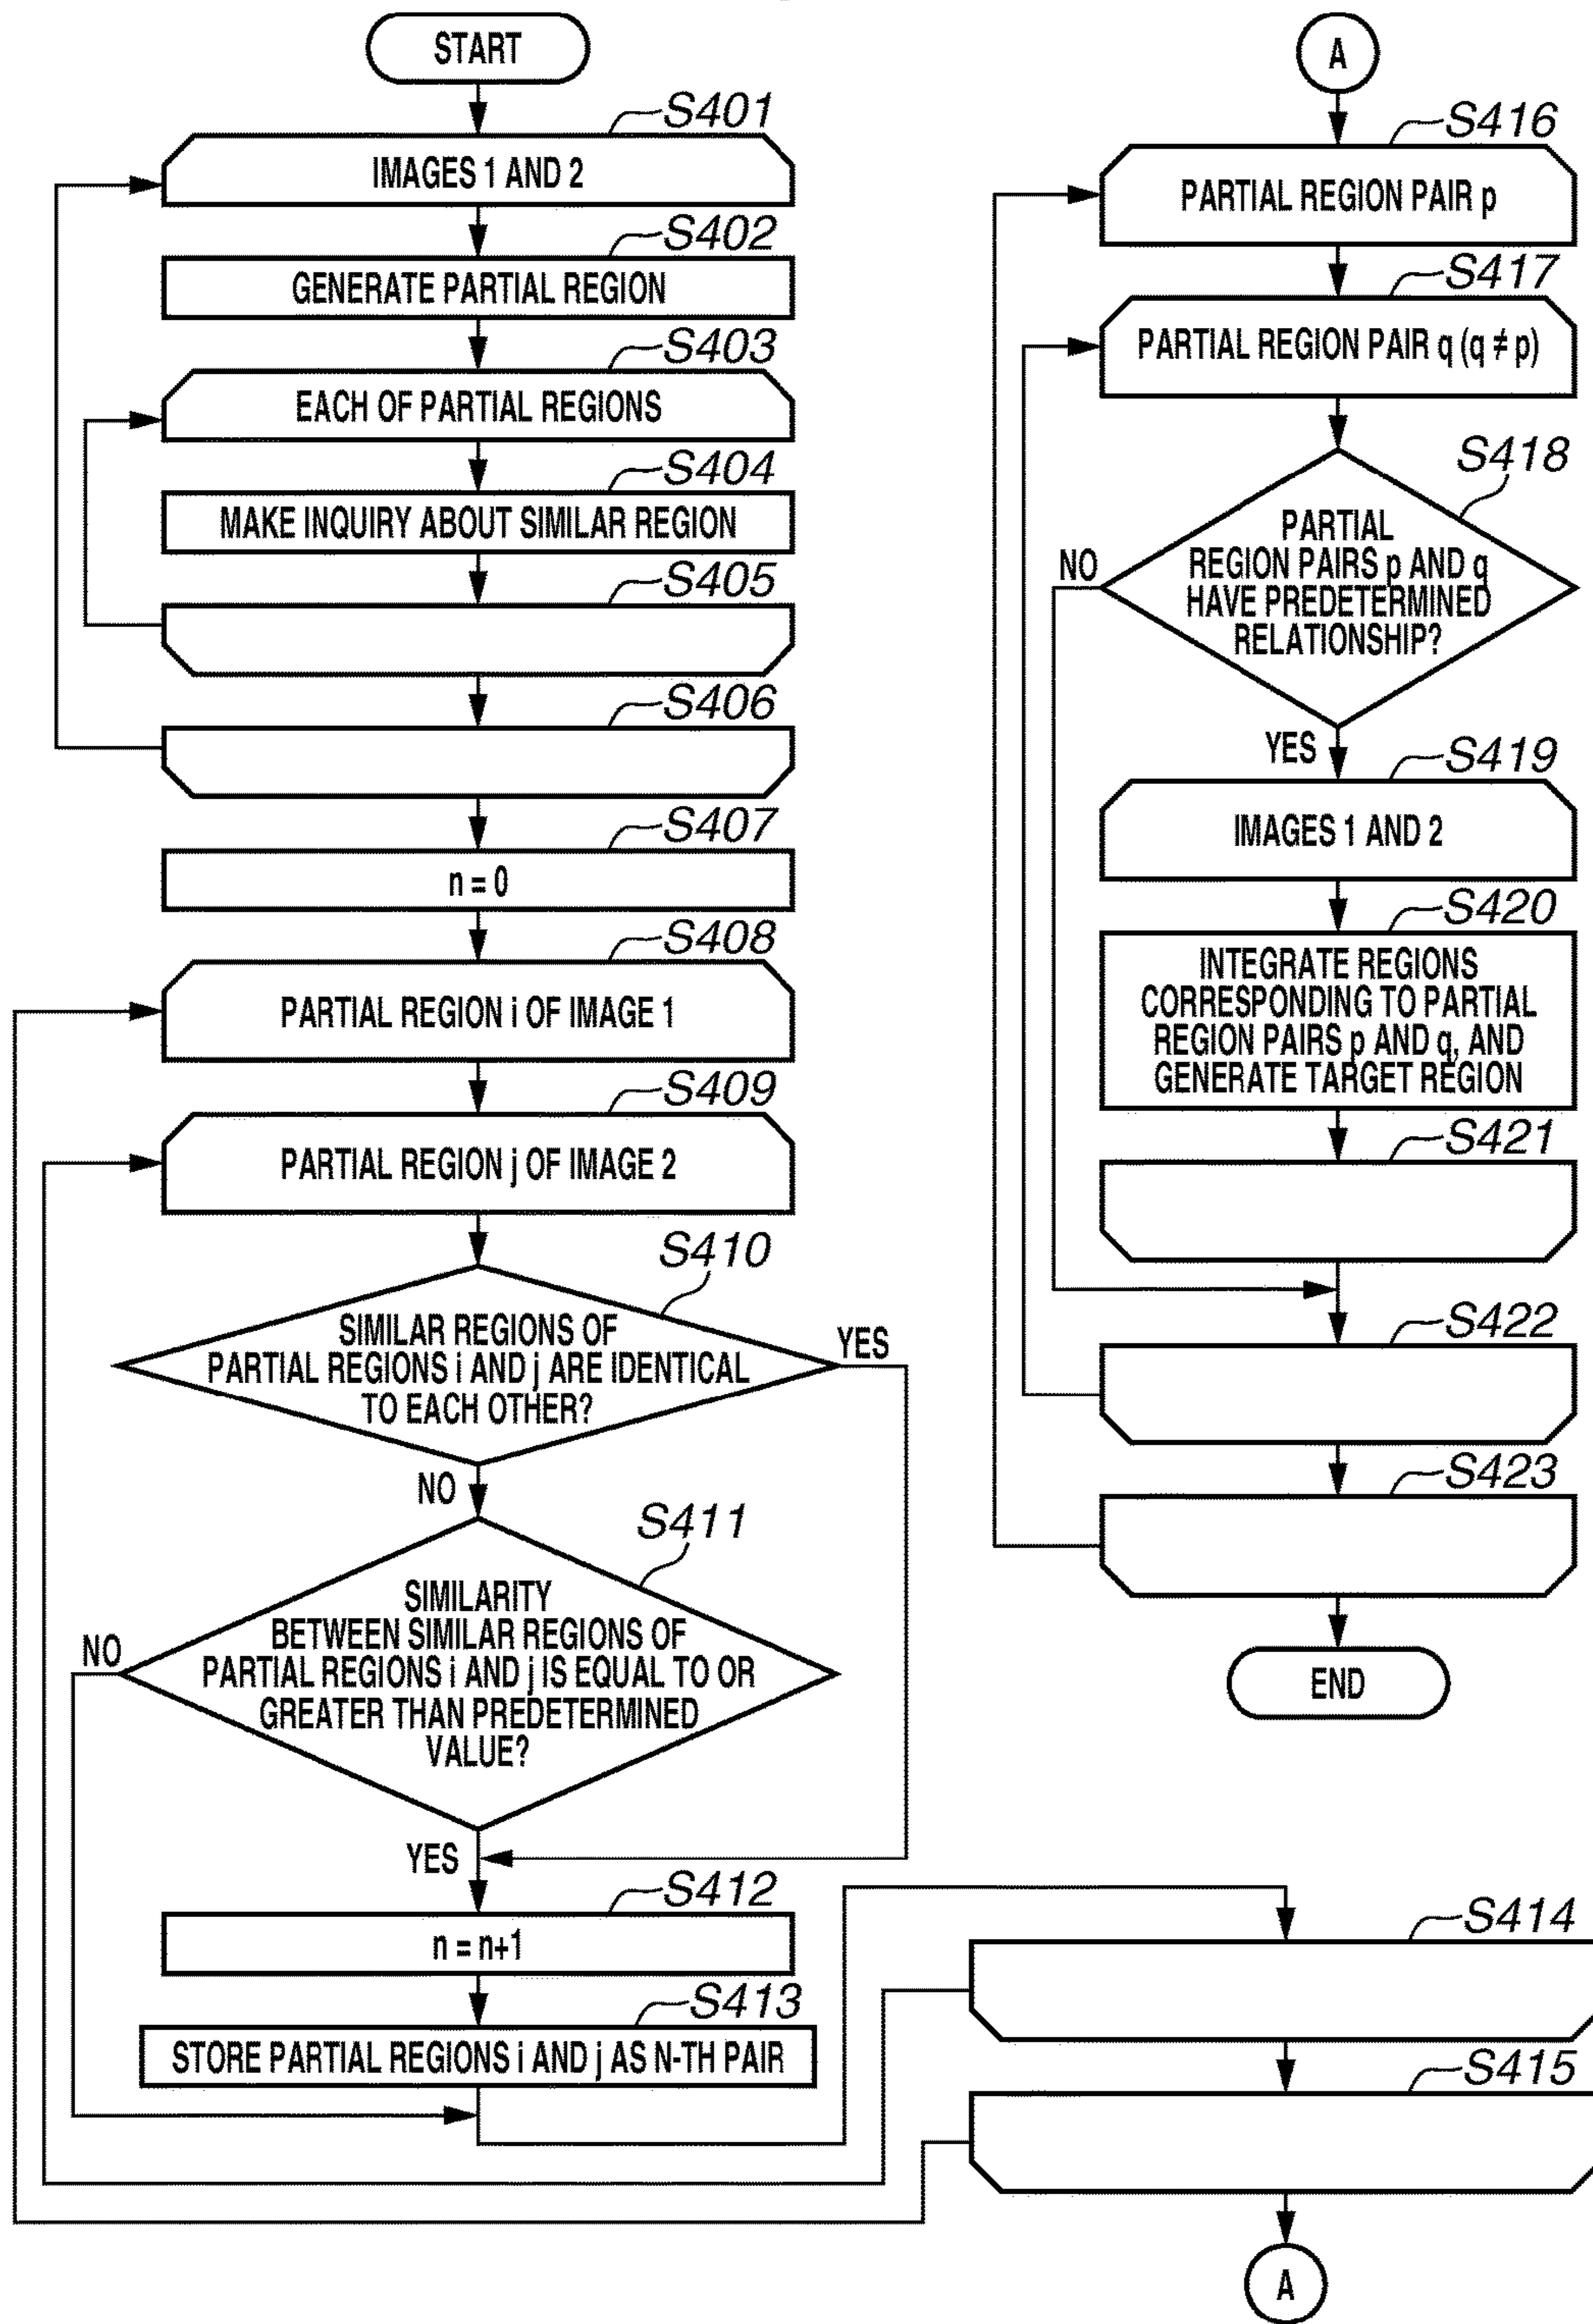 START
S401
IMAGES 1 AND 2
S402
GENERATE PARTIAL REGION
S403
EACH OF PARTIAL REGIONS
S404
MAKE INQUIRY ABOUT SIMILAR REGION
S405
S406
S407
n = 0
S408
PARTIAL REGION i OF IMAGE 1
S409
PARTIAL REGION j OF IMAGE 2
S410
SIMILAR REGIONS OF
PARTIAL REGIONS i AND j ARE IDENTICAL
TO EACH OTHER?
YES
NO
S411
SIMILARITY
BETWEEN SIMILAR REGIONS OF
PARTIAL REGIONS i AND j IS EQUAL TO OR
GREATER THAN PREDETERMINED
VALUE?
NO
YES
S412
n = n+1
S413
STORE PARTIAL REGIONS i AND j AS N-TH PAIR
S414
S415
A
A
S416
PARTIAL REGION PAIR p
S417
PARTIAL REGION PAIR q (q ≠ p)
S418
PARTIAL
REGION PAIRS p AND q
HAVE PREDETERMINED
RELATIONSHIP?
NO
YES
S419
IMAGES 1 AND 2
S420
INTEGRATE REGIONS
CORRESPONDING TO PARTIAL
REGION PAIRS p AND q, AND
GENERATE TARGET REGION
S421
S422
S423
END